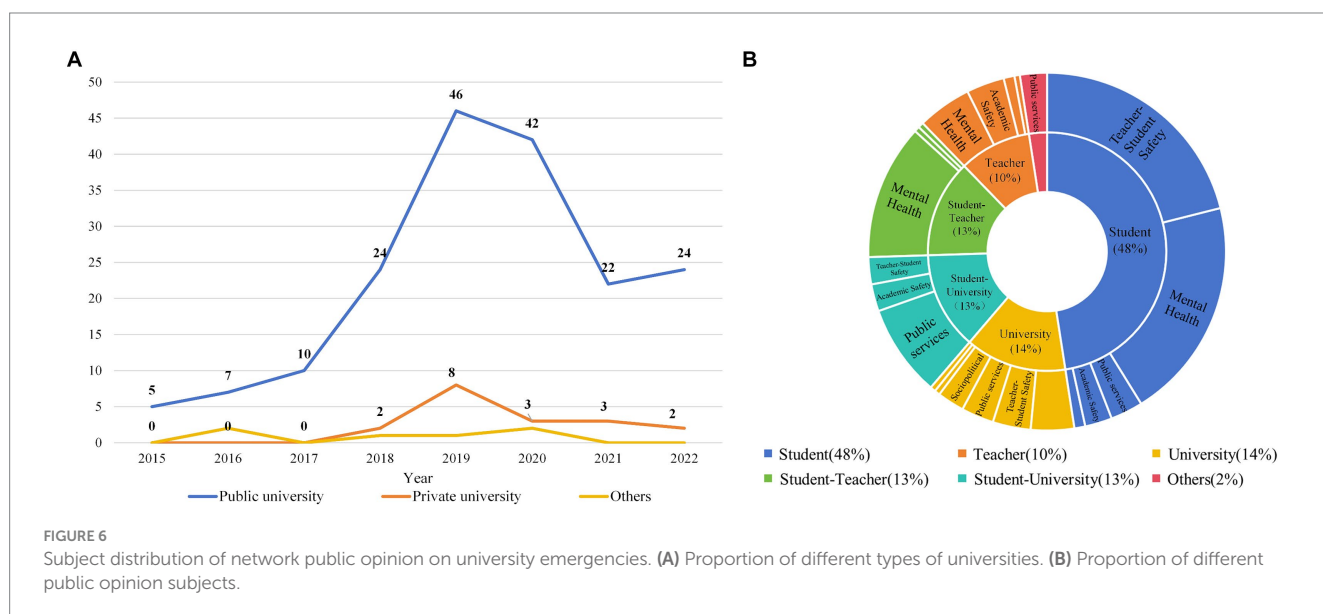 A
50
45
40
35
30
25
20
15
10
5
0
5
7
10
24
46
42
22
24
0
0
0
2
8
3
3
2
2015
2016
2017
2018
2019
2020
2021
2022
Year
Public university
Private university
Others
B
Student
(48%)
Teacher-
Student
Safety
Mental
Health
Public services
Academic Safety
University
(14%)
Teacher-
Student Safety
Public services
Sociopolitical
Student-
University
(13%)
Public
services
Academic Safety
Teacher-Student
Safety
Student-
Teacher
(13%)
Mental
Health
Teacher
(10%)
Mental
Health
Academic
Safety
Public services
Student(48%)
Teacher(10%)
University(14%)
Student-Teacher(13%)
Student-University(13%)
Others(2%)
FIGURE 6
Subject distribution of network public opinion on university emergencies. (A) Proportion of different types of universities. (B) Proportion of different
public opinion subjects.